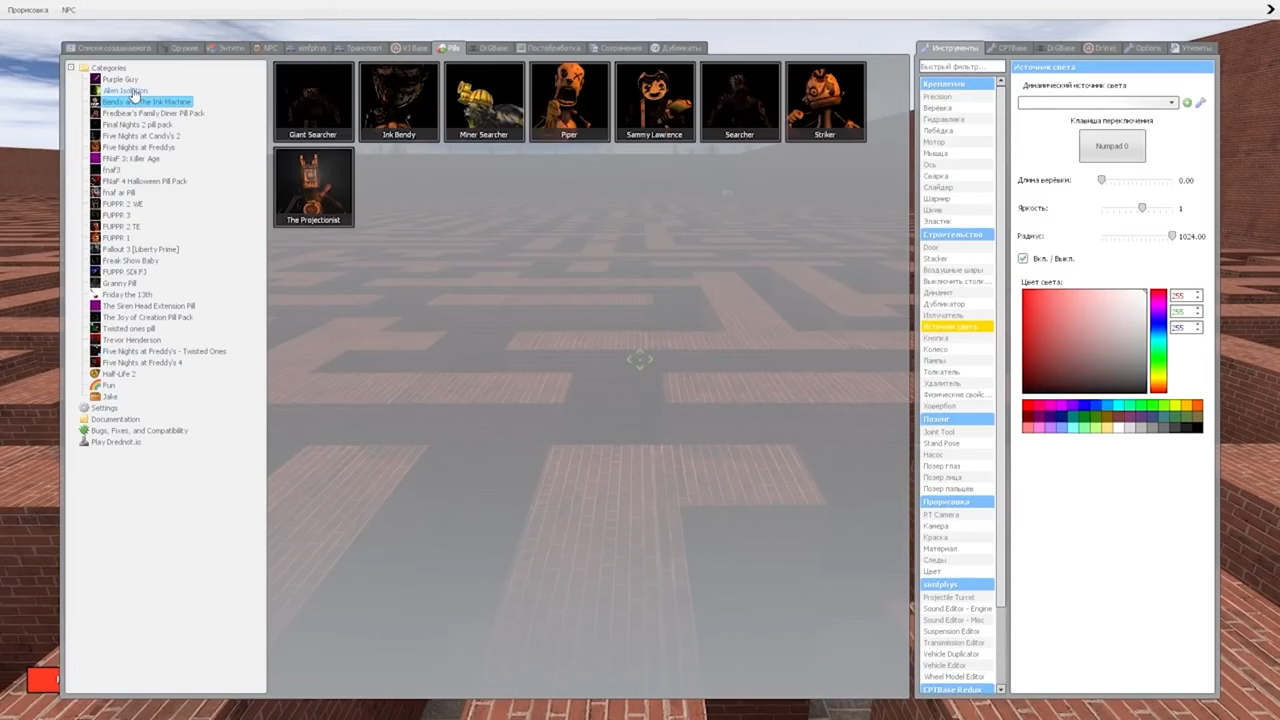 Прорисовка NPC
Списки создаваемого Оружие Энтити NPC simfphys Транспорт VJ Base Pills DrGBase Постобработка Сохранения Дубликаты
Инструменты CPTBase DrGBase DrVrej Options Утилиты
Categories
Purple Guy
Alien Isolation
Bendy and The Ink Machine
Fredbear's Family Diner Pill Pack
Final Nights 2 pill pack
Five Nights at Candy's 2
Five Nights at Freddys
FNaF 3: Killer Age
fnaf3
FNAF 4 Halloween Pill Pack
fnaf ar Pill
FUPPR 2 WE
FUPPR 3
FUPPR 2 TE
FUPPR 1
Fallout 3 [Liberty Prime]
Freak Show Baby
FUPPR SDLFJ
Granny Pill
Friday the 13th
The Siren Head Extension Pill
The Joy of Creation Pill Pack
Twisted ones pill
Trevor Henderson
Five Nights at Freddy's - Twisted Ones
Five Nights at Freddy's 4
Half-Life 2
Fun
Jake
Settings
Documentation
Bugs, Fixes, and Compatibility
Play Drednot.io
Giant Searcher Ink Bendy Miner Searcher Piper Sammy Lawrence Searcher Striker
The Projectionist
Быстрый фильтр...
Крепления
Precision
Верёвка
Гидравлика
Лебёдка
Мотор
Мышца
Ось
Сварка
Слайдер
Шарнир
Шкив
Эластик
Строительство
Door
Stacker
Воздушные шары
Выключить столк...
Динамит
Дубликатор
Излучатель
Источник света
Кнопка
Колесо
Лампы
Толкатель
Удалитель
Физические свойс...
Ховербол
Позинг
Joint Tool
Stand Pose
Насос
Позер глаз
Позер лица
Позер пальцев
Прорисовка
RT Camera
Камера
Краска
Материал
Следы
Цвет
simfphys
Projectile Turret
Sound Editor - Engine
Sound Editor - Misc
Suspension Editor
Transmission Editor
Vehicle Duplicator
Vehicle Editor
Wheel Model Editor
CPTBase Redux
Источник света
Динамический источник света
Клавиша переключения
Numpad 0
Длина верёвки: 0.00
Яркость: 1
Радиус: 1024.00
Вкл. / Выкл.
Цвет света:
255
255
255